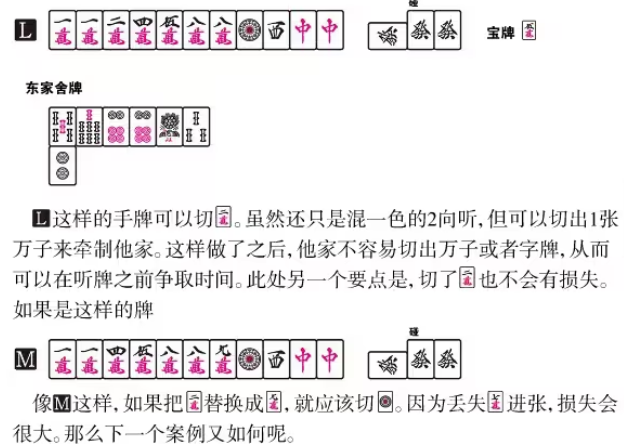 碰
L 一萬 一萬 二萬 四萬 五萬 八萬 八萬 西 中 中 發 發 發 宝牌
东家舍牌
L这样的手牌可以切二萬。虽然还只是混一色的2向听，但可以切出1张
万子来牵制他家。这样做了之后，他家不容易切出万子或者字牌，从而
可以在听牌之前争取时间。此处另一个要点是，切了二萬也不会有损失。
如果是这样的牌
碰
M 一萬 一萬 四萬 五萬 八萬 八萬 九萬 西 中 中 發 發 發
像M这样，如果把二萬替换成九萬，就应该切。因为丢失进张，损失会
很大。那么下一个案例又如何呢。